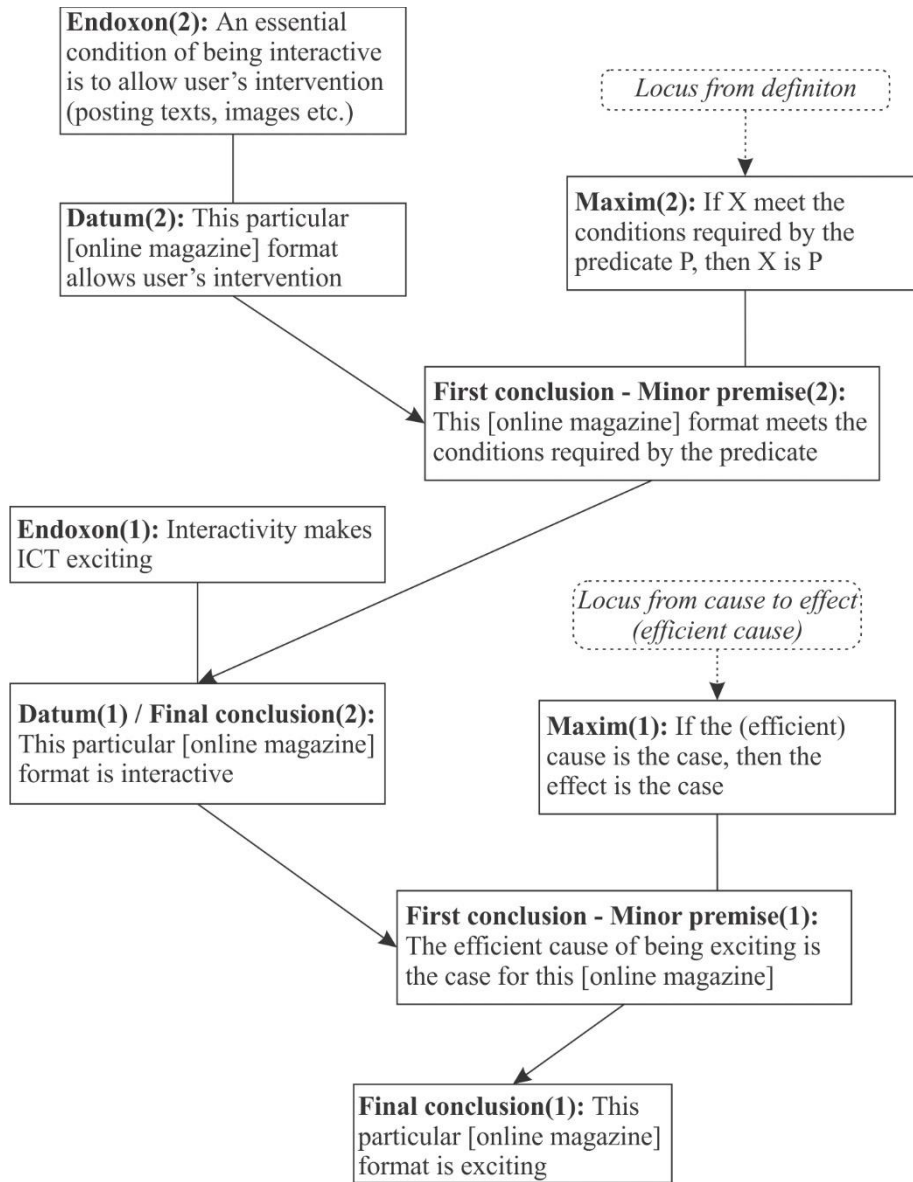 Endoxon(2): An essential
condition of being interactive
is to allow user's intervention
(posting texts, images etc.)
Locus from definiton
Datum(2): This particular
[online magazine] format
allows user's intervention
Maxim(2): If X meet the
conditions required by the
predicate P, then X is P
First conclusion - Minor premise(2):
This [online magazine] format meets the
conditions required by the predicate
Endoxon(1): Interactivity makes
ICT exciting
Locus from cause to effect
(efficient cause)
Datum(1) / Final conclusion(2):
This particular [online magazine]
format is interactive
Maxim(1): If the (efficient)
cause is the case, then the
effect is the case
First conclusion - Minor premise(1):
The efficient cause of being exciting is
the case for this [online magazine]
Final conclusion(1): This
particular [online magazine]
format is exciting